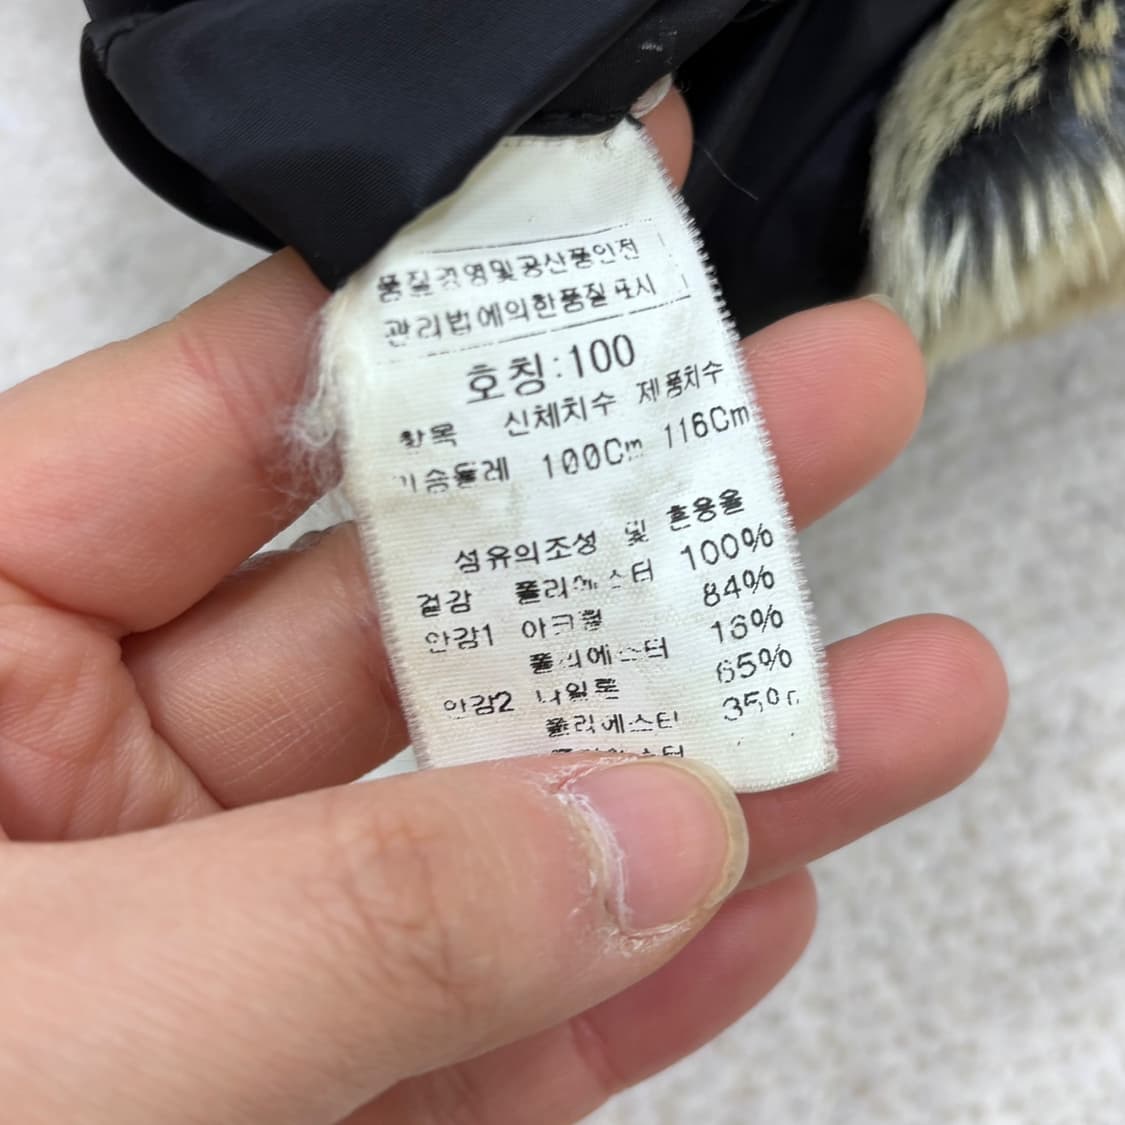 품질경영및공산품안전
관리법에의한품질표시
호칭:100
항목 신체치수 제품치수
가슴둘레 100Cm 116Cm
섬유의조성 및 혼용율
겉감 폴리에스터 100%
안감1 아크릴 84%
폴리에스터 16%
안감2 나일론 65%
폴리에스터 35%